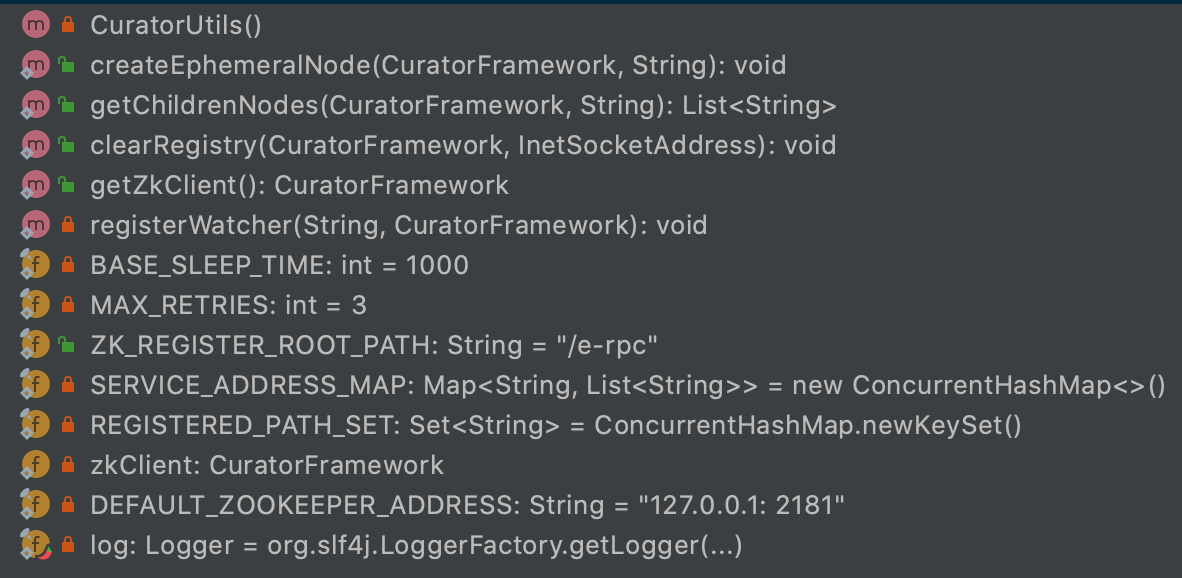 CuratorUtils()
createEphemeralNode(CuratorFramework, String): void
getChildrenNodes(CuratorFramework, String): List<String>
clearRegistry(CuratorFramework, InetSocketAddress): void
getZkClient(): CuratorFramework
registerWatcher(String, CuratorFramework): void
BASE_SLEEP_TIME: int = 1000
MAX_RETRIES: int = 3
ZK_REGISTER_ROOT_PATH: String = "/e-rpc"
SERVICE_ADDRESS_MAP: Map<String, List<String>> = new ConcurrentHashMap<>()
REGISTERED_PATH_SET: Set<String> = ConcurrentHashMap.newKeySet()
zkClient: CuratorFramework
DEFAULT_ZOOKEEPER_ADDRESS: String = "127.0.0.1: 2181"
log: Logger = org.slf4j.LoggerFactory.getLogger(...)